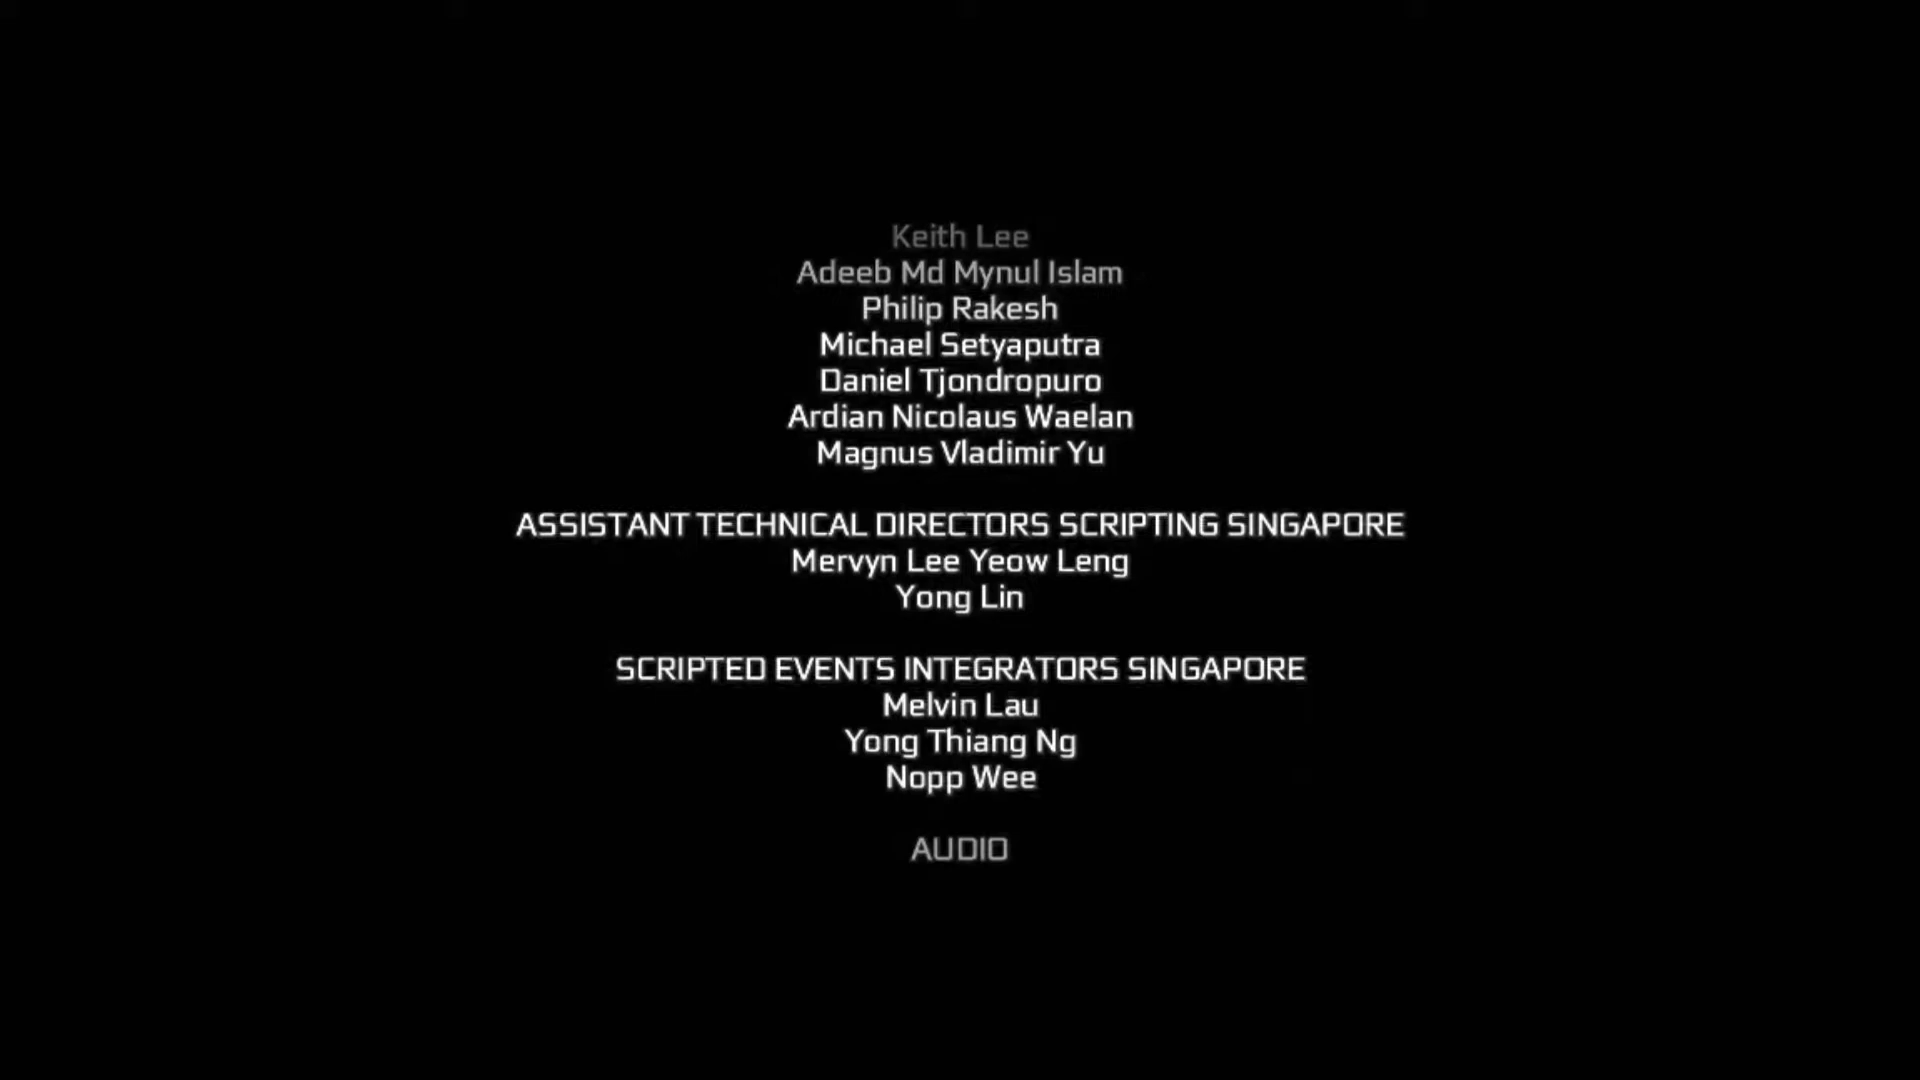 Keith Lee
Adeeb Md Mynul Islam
Philip Rakesh
Michael Setyaputra
Daniel Tjondropuro
Ardian Nicolaus Waelan
Magnus Vladimir Yu
ASSISTANT TECHNICAL DIRECTORS SCRIPTING SINGAPORE
Mervyn Lee Yeow Leng
Yong Lin
SCRIPTED EVENTS INTEGRATORS SINGAPORE
Melvin Lau
Yong Thiang Ng
Nopp Wee
AUDIO